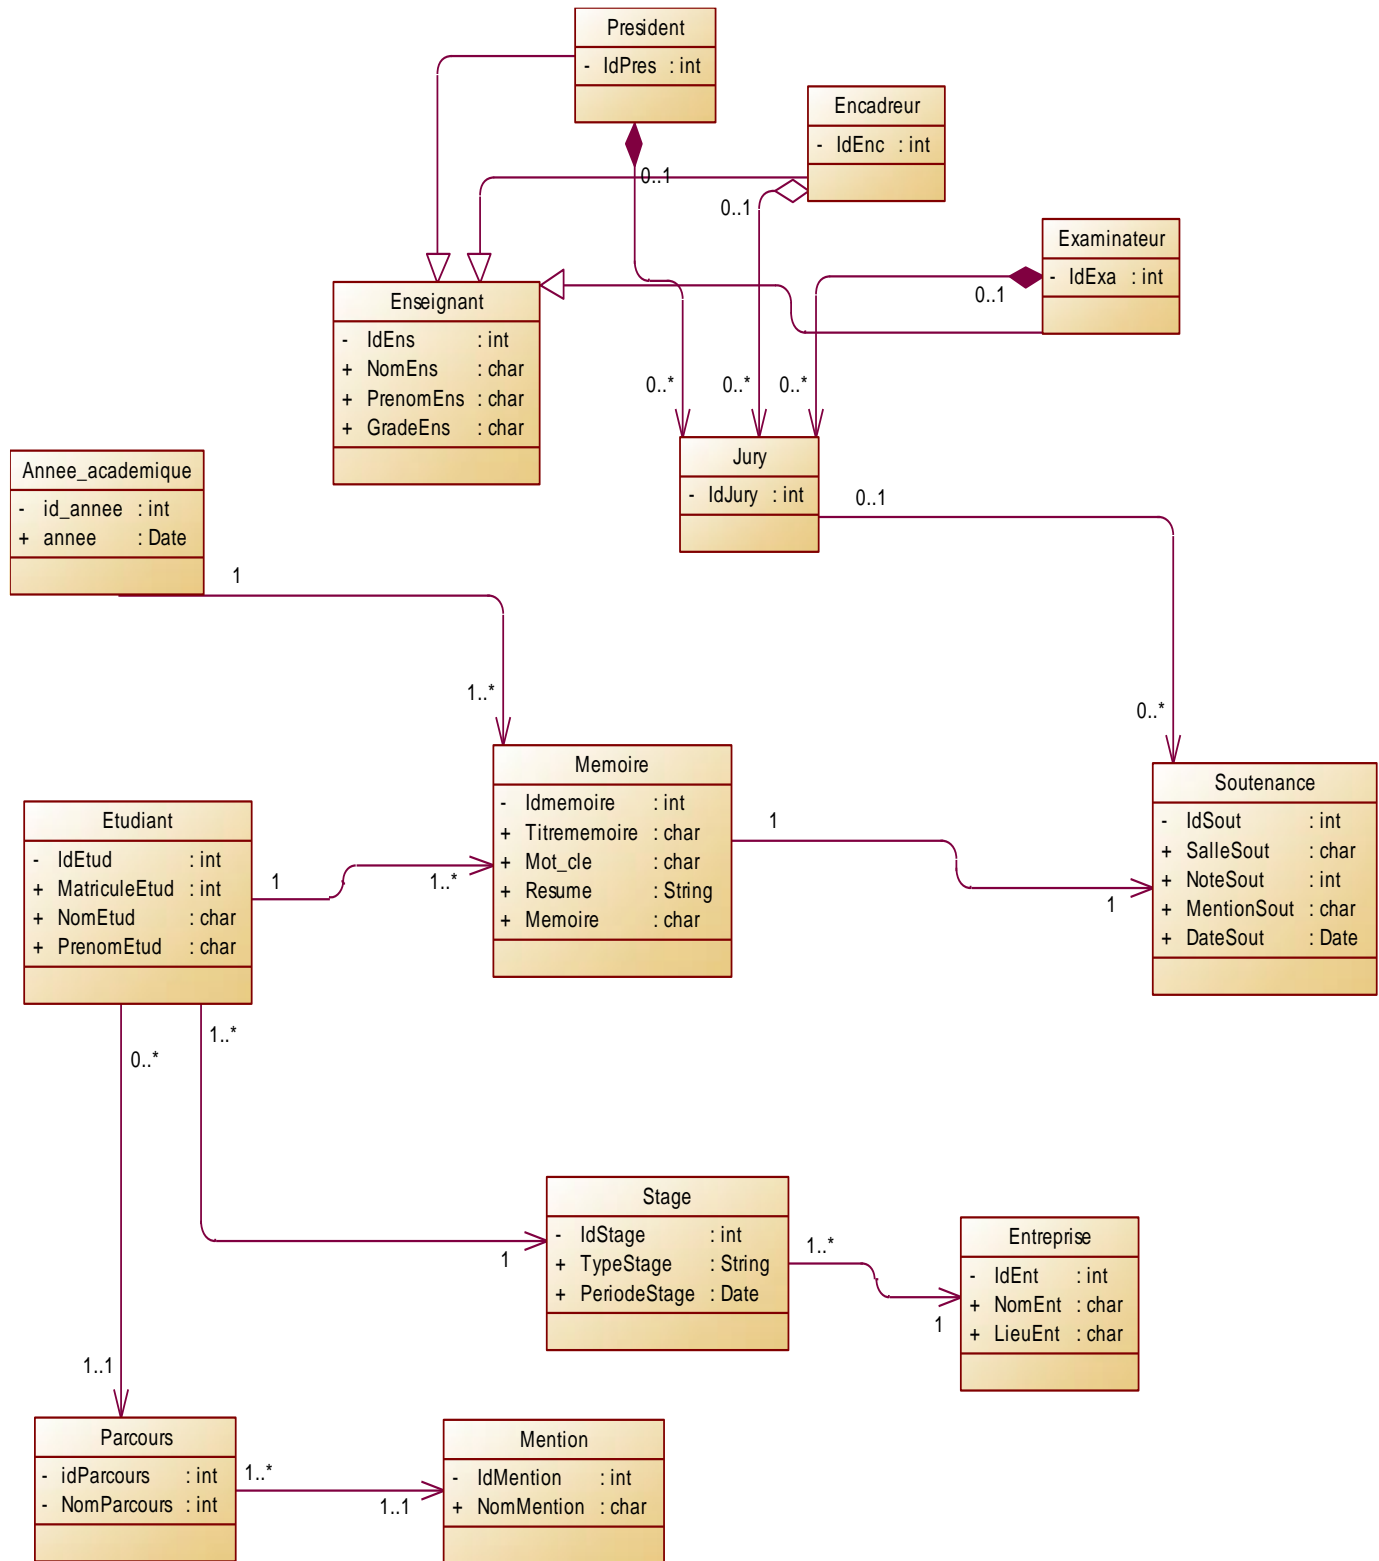 President
- IdPres : int
0..1
Encadreur
- IdEnc : int
0..1
Examinateur
- IdExa : int
0..1
Enseignant
- IdEns : int
+ NomEns : char
+ PrenomEns : char
+ GradeEns : char
0..*
0..*
0..*
Jury
- IdJury : int
0..1
Annee_academique
- id_annee : int
+ annee : Date
1
1..*
0..*
Memoire
- Idmemoire : int
+ Titrememoire : char
+ Mot_cle : char
+ Resume : String
+ Memoire : char
1
1
Soutenance
- IdSout : int
+ SalleSout : char
+ NoteSout : int
+ MentionSout : char
+ DateSout : Date
Etudiant
- IdEtud : int
+ MatriculeEtud : int
+ NomEtud : char
+ PrenomEtud : char
1
1..*
1..*
0..*
Stage
- IdStage : int
+ TypeStage : String
+ PeriodeStage : Date
1
1..*
1
Entreprise
- IdEnt : int
+ NomEnt : char
+ LieuEnt : char
1..1
Parcours
- idParcours : int
- NomParcours : int
1..*
1..1
Mention
- IdMention : int
+ NomMention : char